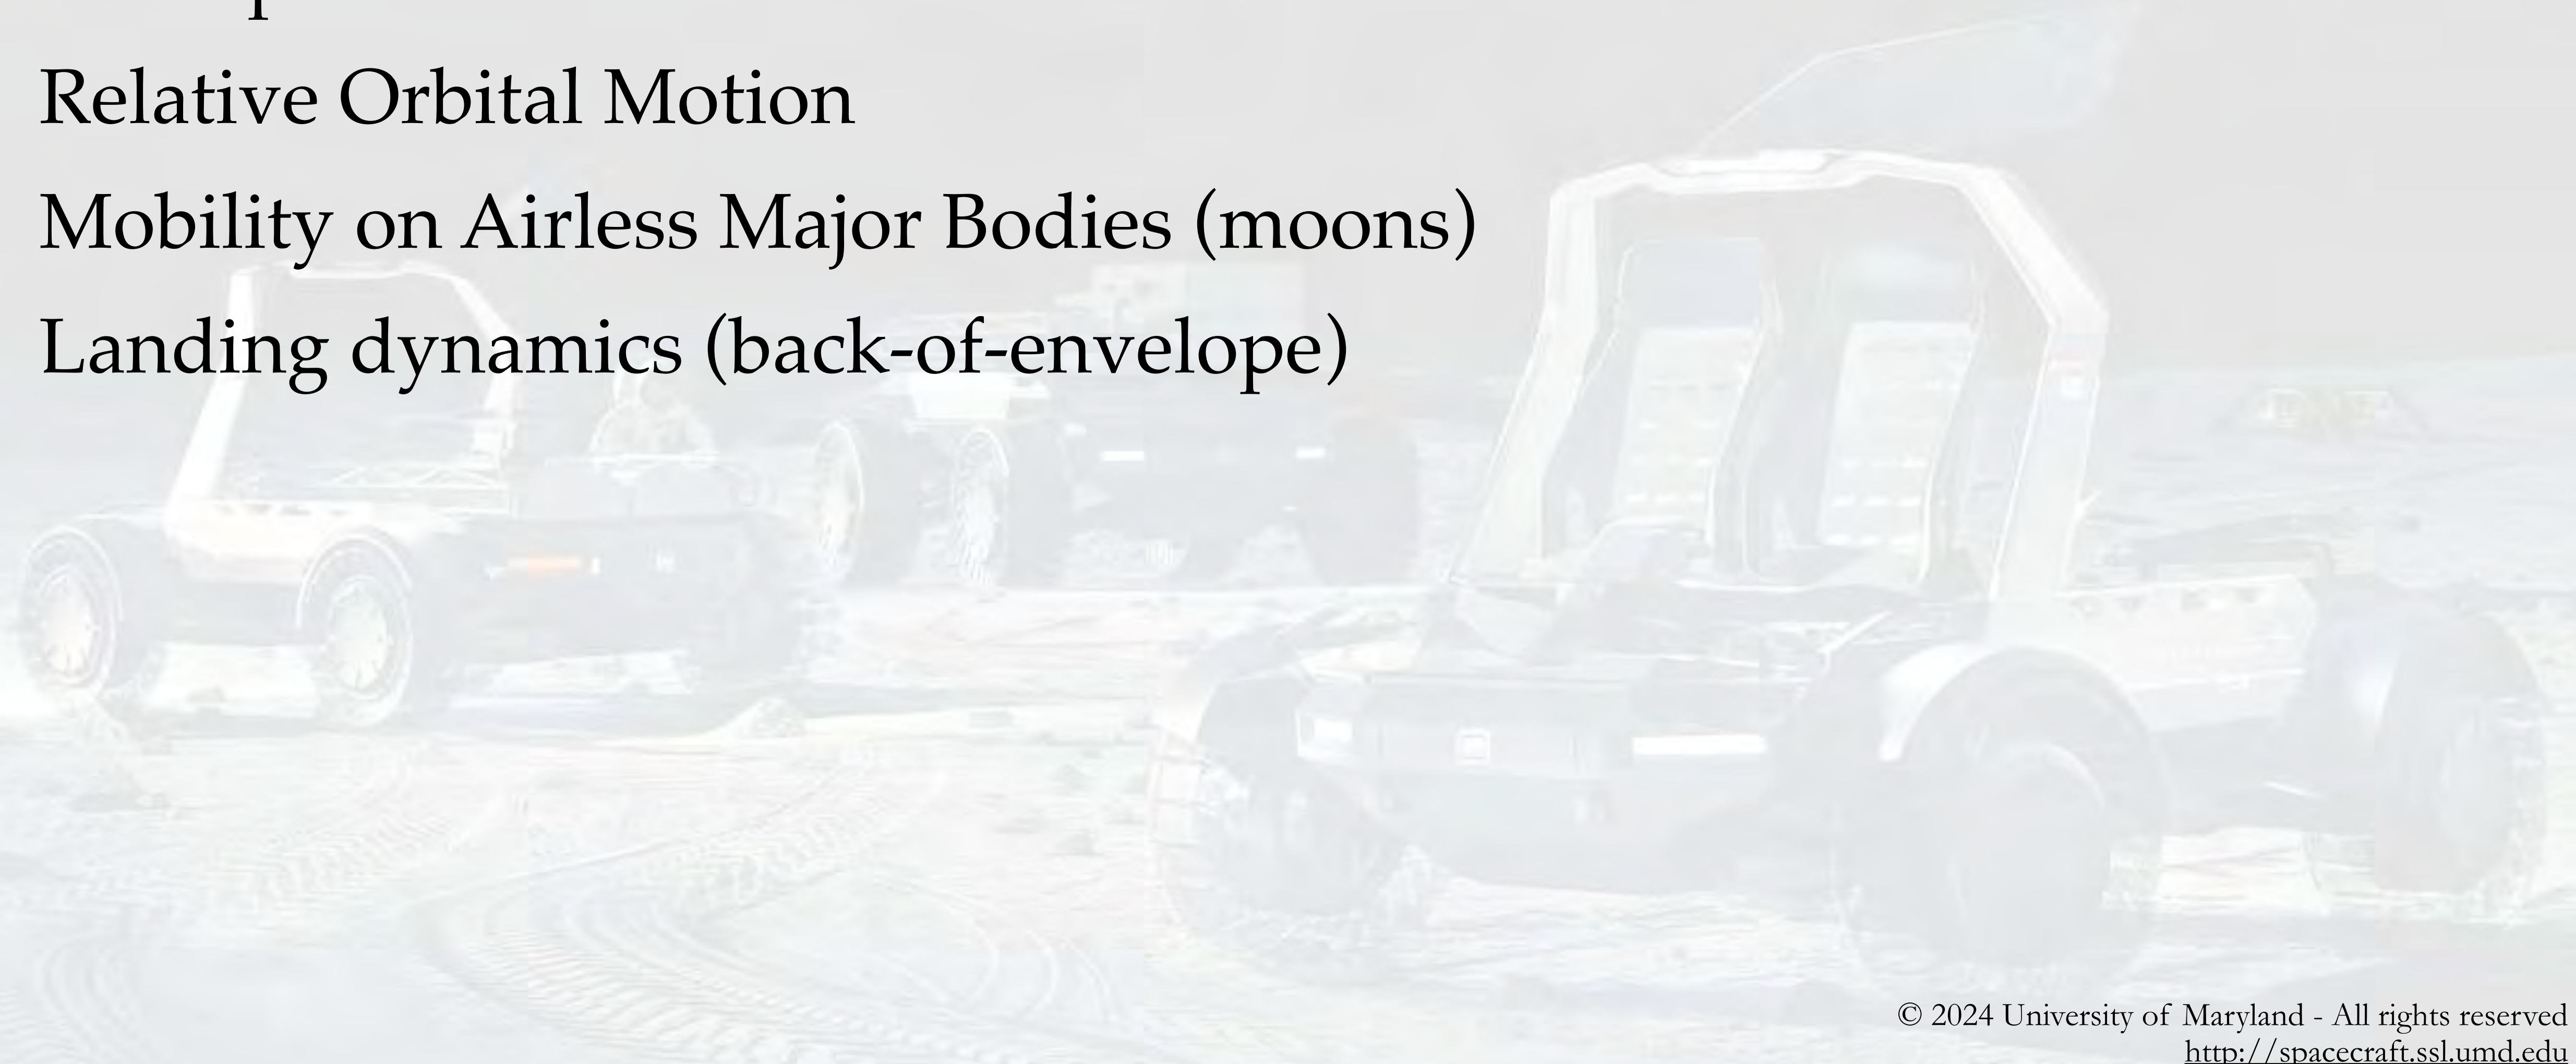 Relative Orbital Motion
Mobility on Airless Major Bodies (moons)
Landing dynamics (back-of-envelope)
© 2024 University of Maryland - All rights reserved
http://spacecraft.ssl.umd.edu